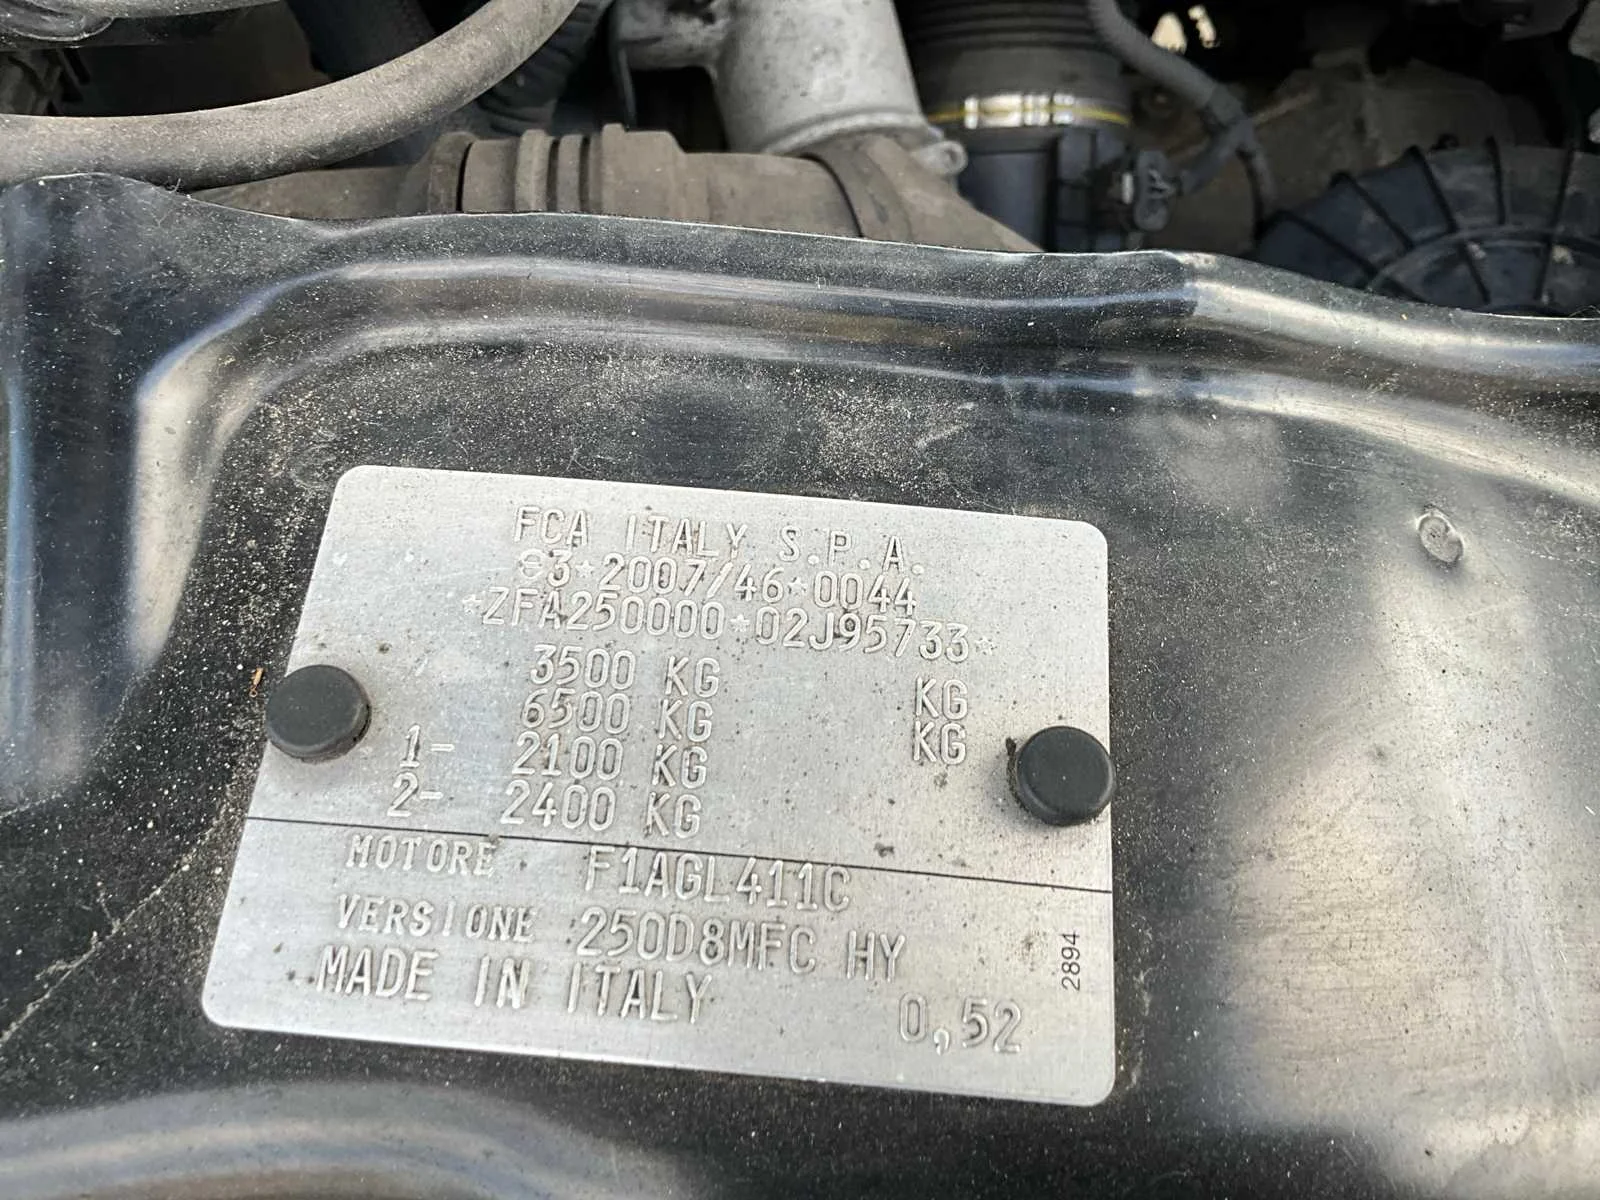 FCA ITALY S.P.A.
e3*2007/46*0044
*ZFA250000*02J95733*
3500 KG KG
6500 KG KG
1- 2100 KG
2- 2400 KG
MOTORE F1AGL411C
VERSIONE 250D8MFC HY
MADE IN ITALY 0,52
2894